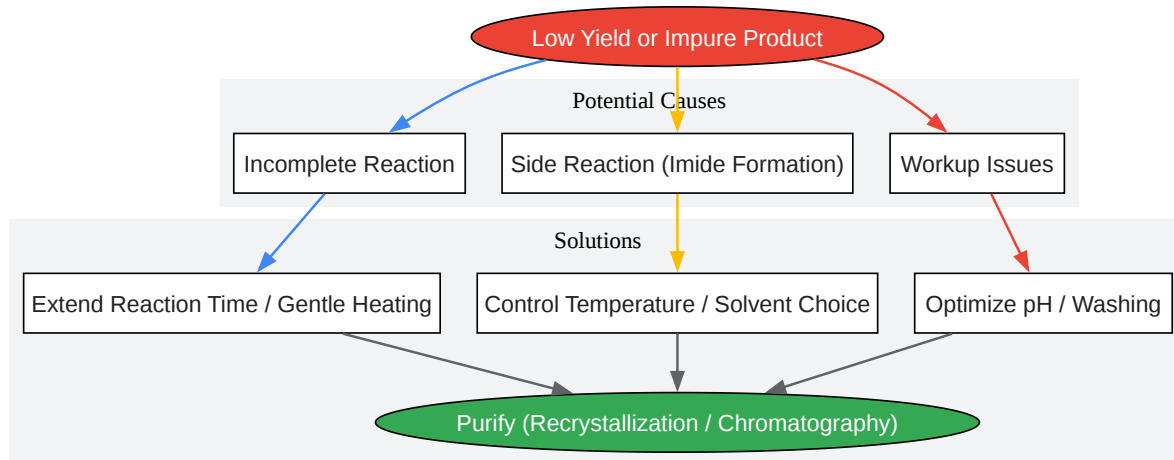 Low Yield or Impure Product
Potential Causes
Incomplete Reaction
Side Reaction (Imide Formation)
Workup Issues
Solutions
Extend Reaction Time / Gentle Heating
Control Temperature / Solvent Choice
Optimize pH / Washing
Purify (Recrystallization / Chromatography)